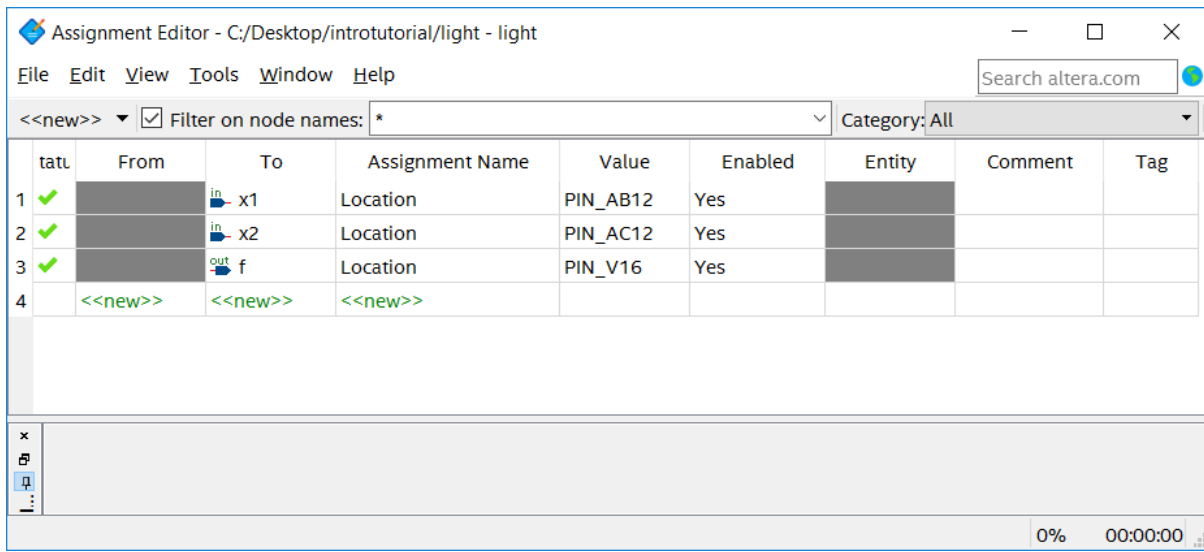 Assignment Editor - C:/Desktop/introtutorial/light - light
File Edit View Tools Window Help Search altera.com
<<new>> Filter on node names: * Category: All
tatu From To Assignment Name Value Enabled Entity Comment Tag
1 in x1 Location PIN_AB12 Yes
2 in x2 Location PIN_AC12 Yes
3 out f Location PIN_V16 Yes
4 <<new>> <<new>> <<new>>
0% 00:00:00